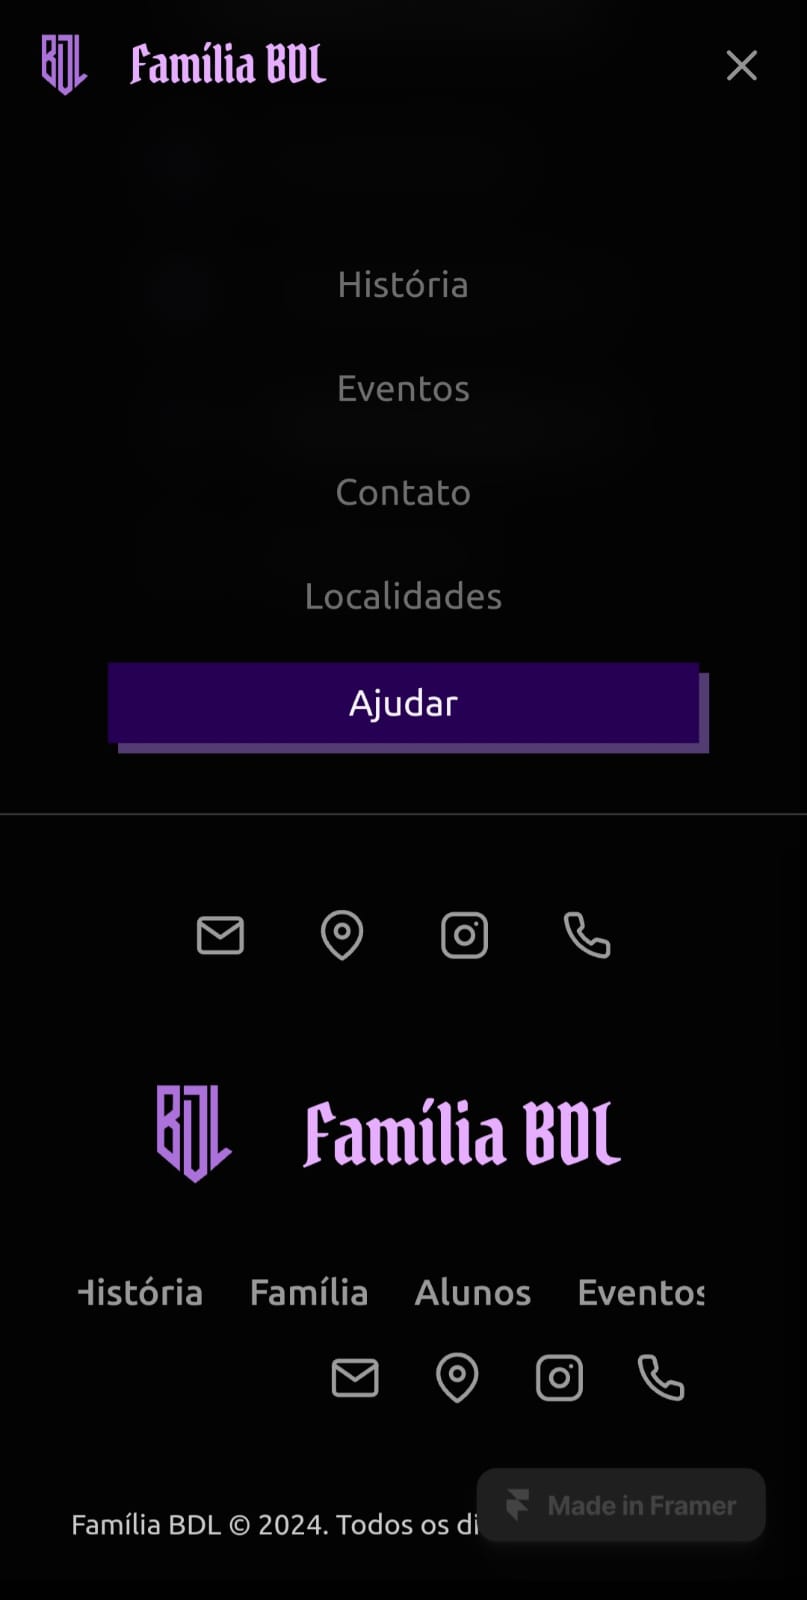 BDL Família BDL
História
Eventos
Contato
Localidades
Ajudar
BDL Família BDL
História Família Alunos Eventos
Família BDL © 2024. Todos os di
Made in Framer